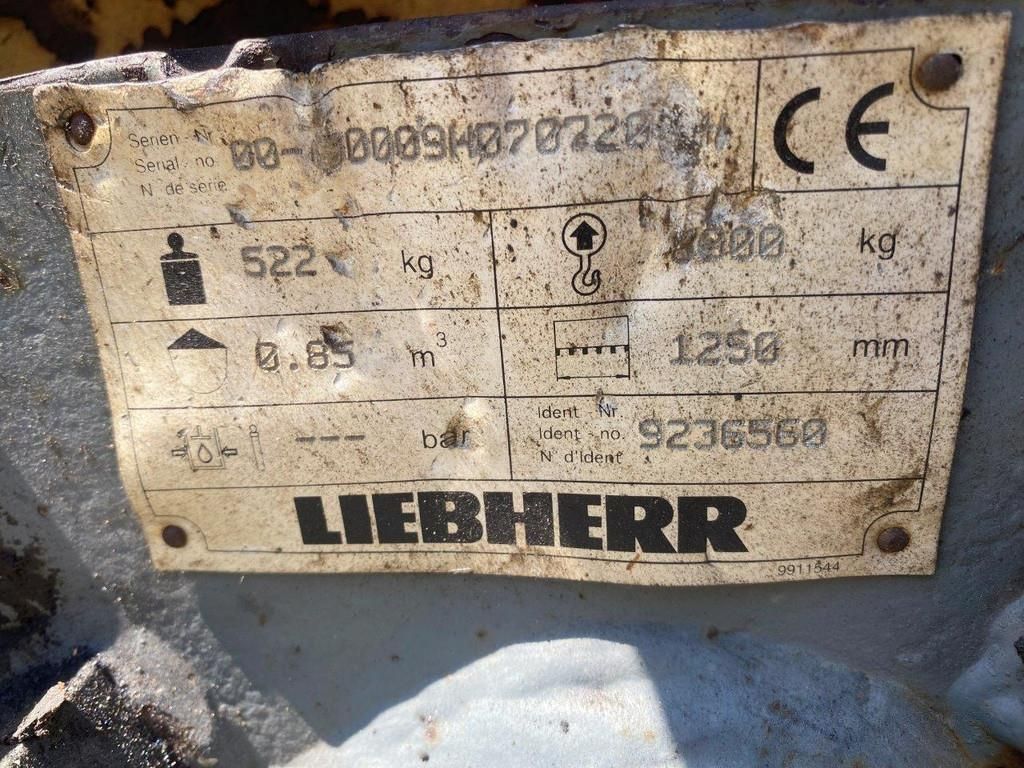 Serien - Nr.
Serial - no.
N° de serie
CE
522 kg
kg
0.85 m³
1250 mm
--- bar
Ident - Nr.
Ident - no.
N° d'Ident
9236560
LIEBHERR
9911544